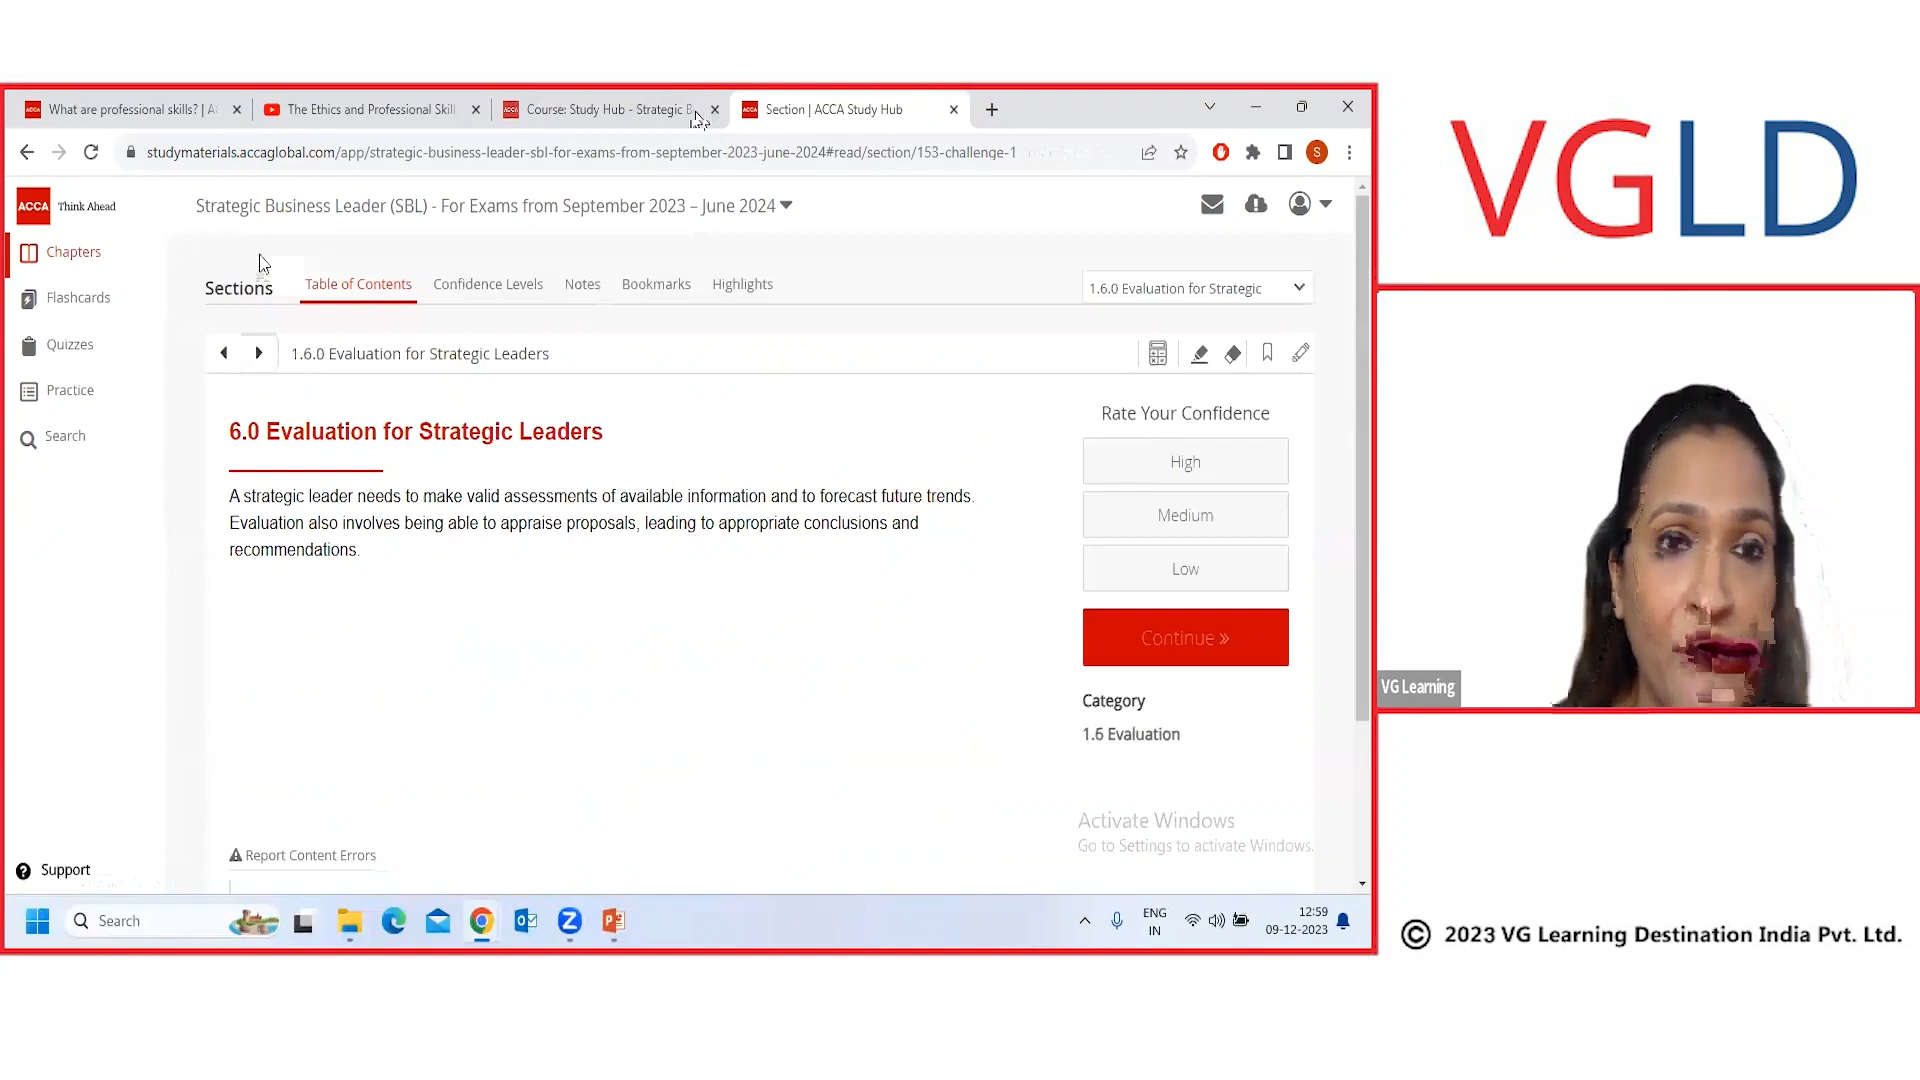 What are professional skills? | AC
The Ethics and Professional Skill
Course: Study Hub - Strategic B
Section | ACCA Study Hub
studymaterials.accaglobal.com/app/strategic-business-leader-sbl-for-exams-from-september-2023-june-2024#read/section/153-challenge-1
S
ACCA
Think Ahead
Strategic Business Leader (SBL) - For Exams from September 2023 – June 2024
Chapters
Flashcards
Quizzes
Practice
Search
Support
Sections
Table of Contents
Confidence Levels
Notes
Bookmarks
Highlights
1.6.0 Evaluation for Strategic
1.6.0 Evaluation for Strategic Leaders
6.0 Evaluation for Strategic Leaders
A strategic leader needs to make valid assessments of available information and to forecast future trends.
Evaluation also involves being able to appraise proposals, leading to appropriate conclusions and
recommendations.
Rate Your Confidence
High
Medium
Low
Continue »
Category
1.6 Evaluation
Activate Windows
Go to Settings to activate Windows.
Report Content Errors
Search
ENG
IN
12:59
09-12-2023
VGLD
VG Learning
© 2023 VG Learning Destination India Pvt. Ltd.